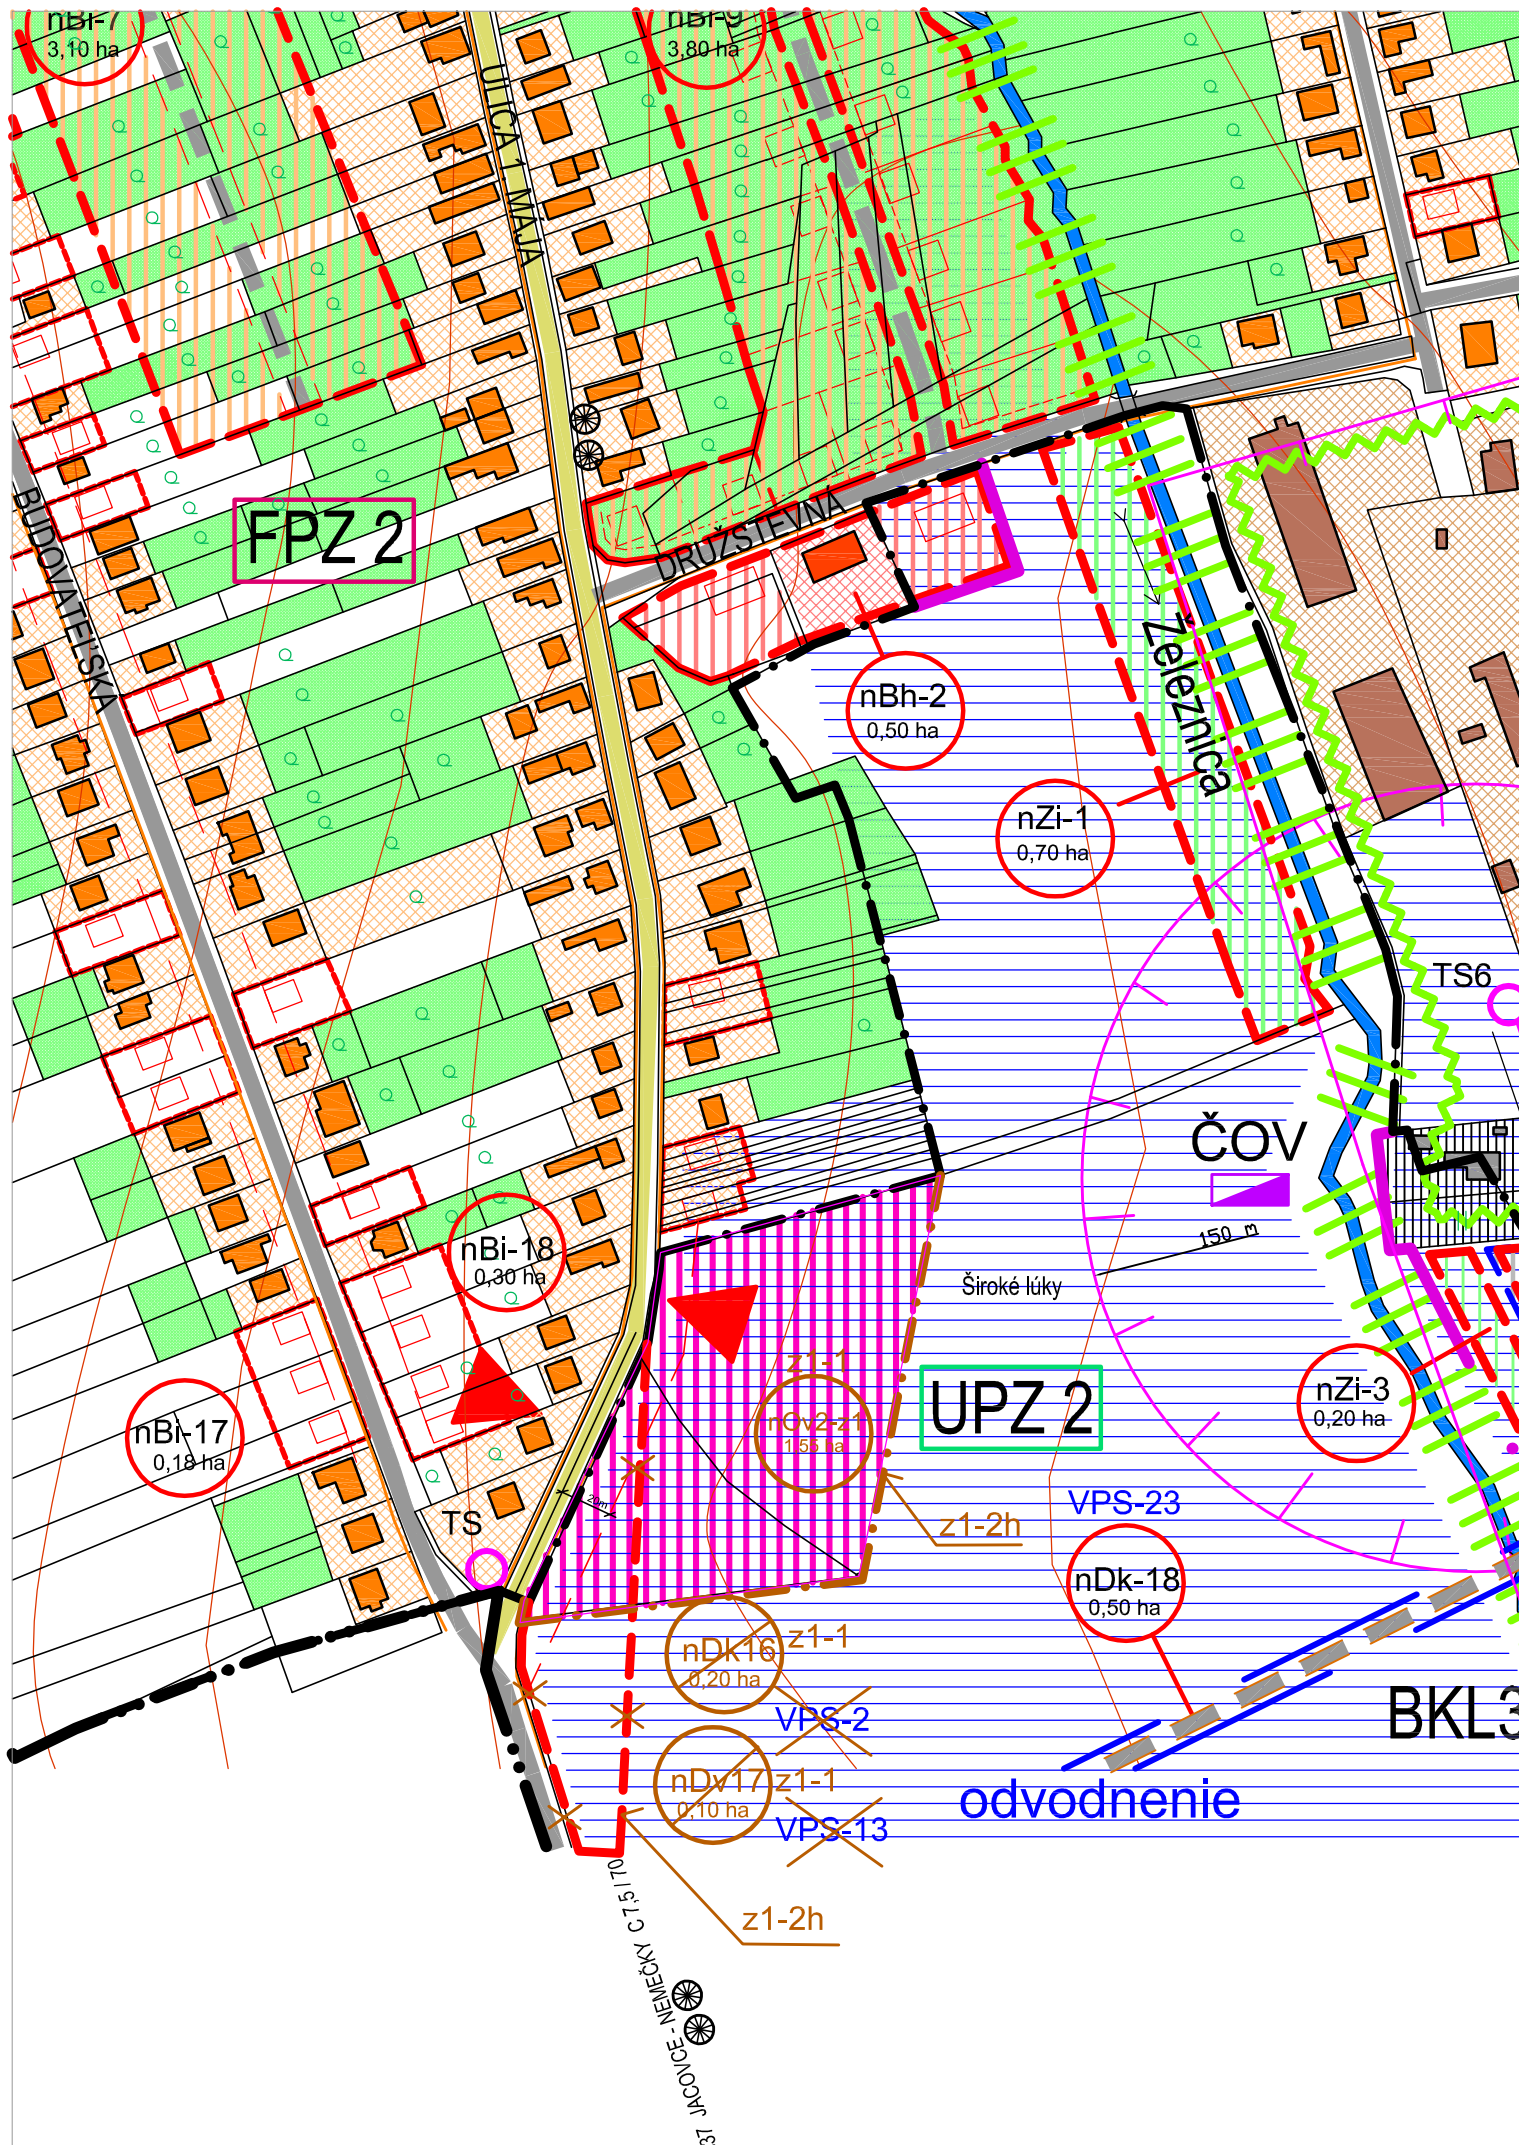 nBi-7
3,10 ha
nBi-9
3,80 ha
ULICA 1. MÁJA
FPZ 2
BUDOVATEĽSKÁ
DRUŽSTEVNÁ
Železnica
nBh-2
0,50 ha
nZi-1
0,70 ha
TS6
ČOV
150 m
Široké lúky
nBi-18
0,30 ha
nBi-17
0,18 ha
z1-1
nOv2-z1
1,55 ha
UPZ 2
nZi-3
0,20 ha
TS
20m
z1-2h
VPS-23
nDk-18
0,50 ha
nDk16
0,20 ha
z1-1
VPS-2
BKL3
nDv17
0,10 ha
z1-1
VPS-13
odvodnenie
z1-2h
37 JACOVCE - NEMEČKY C 7,5 / 70